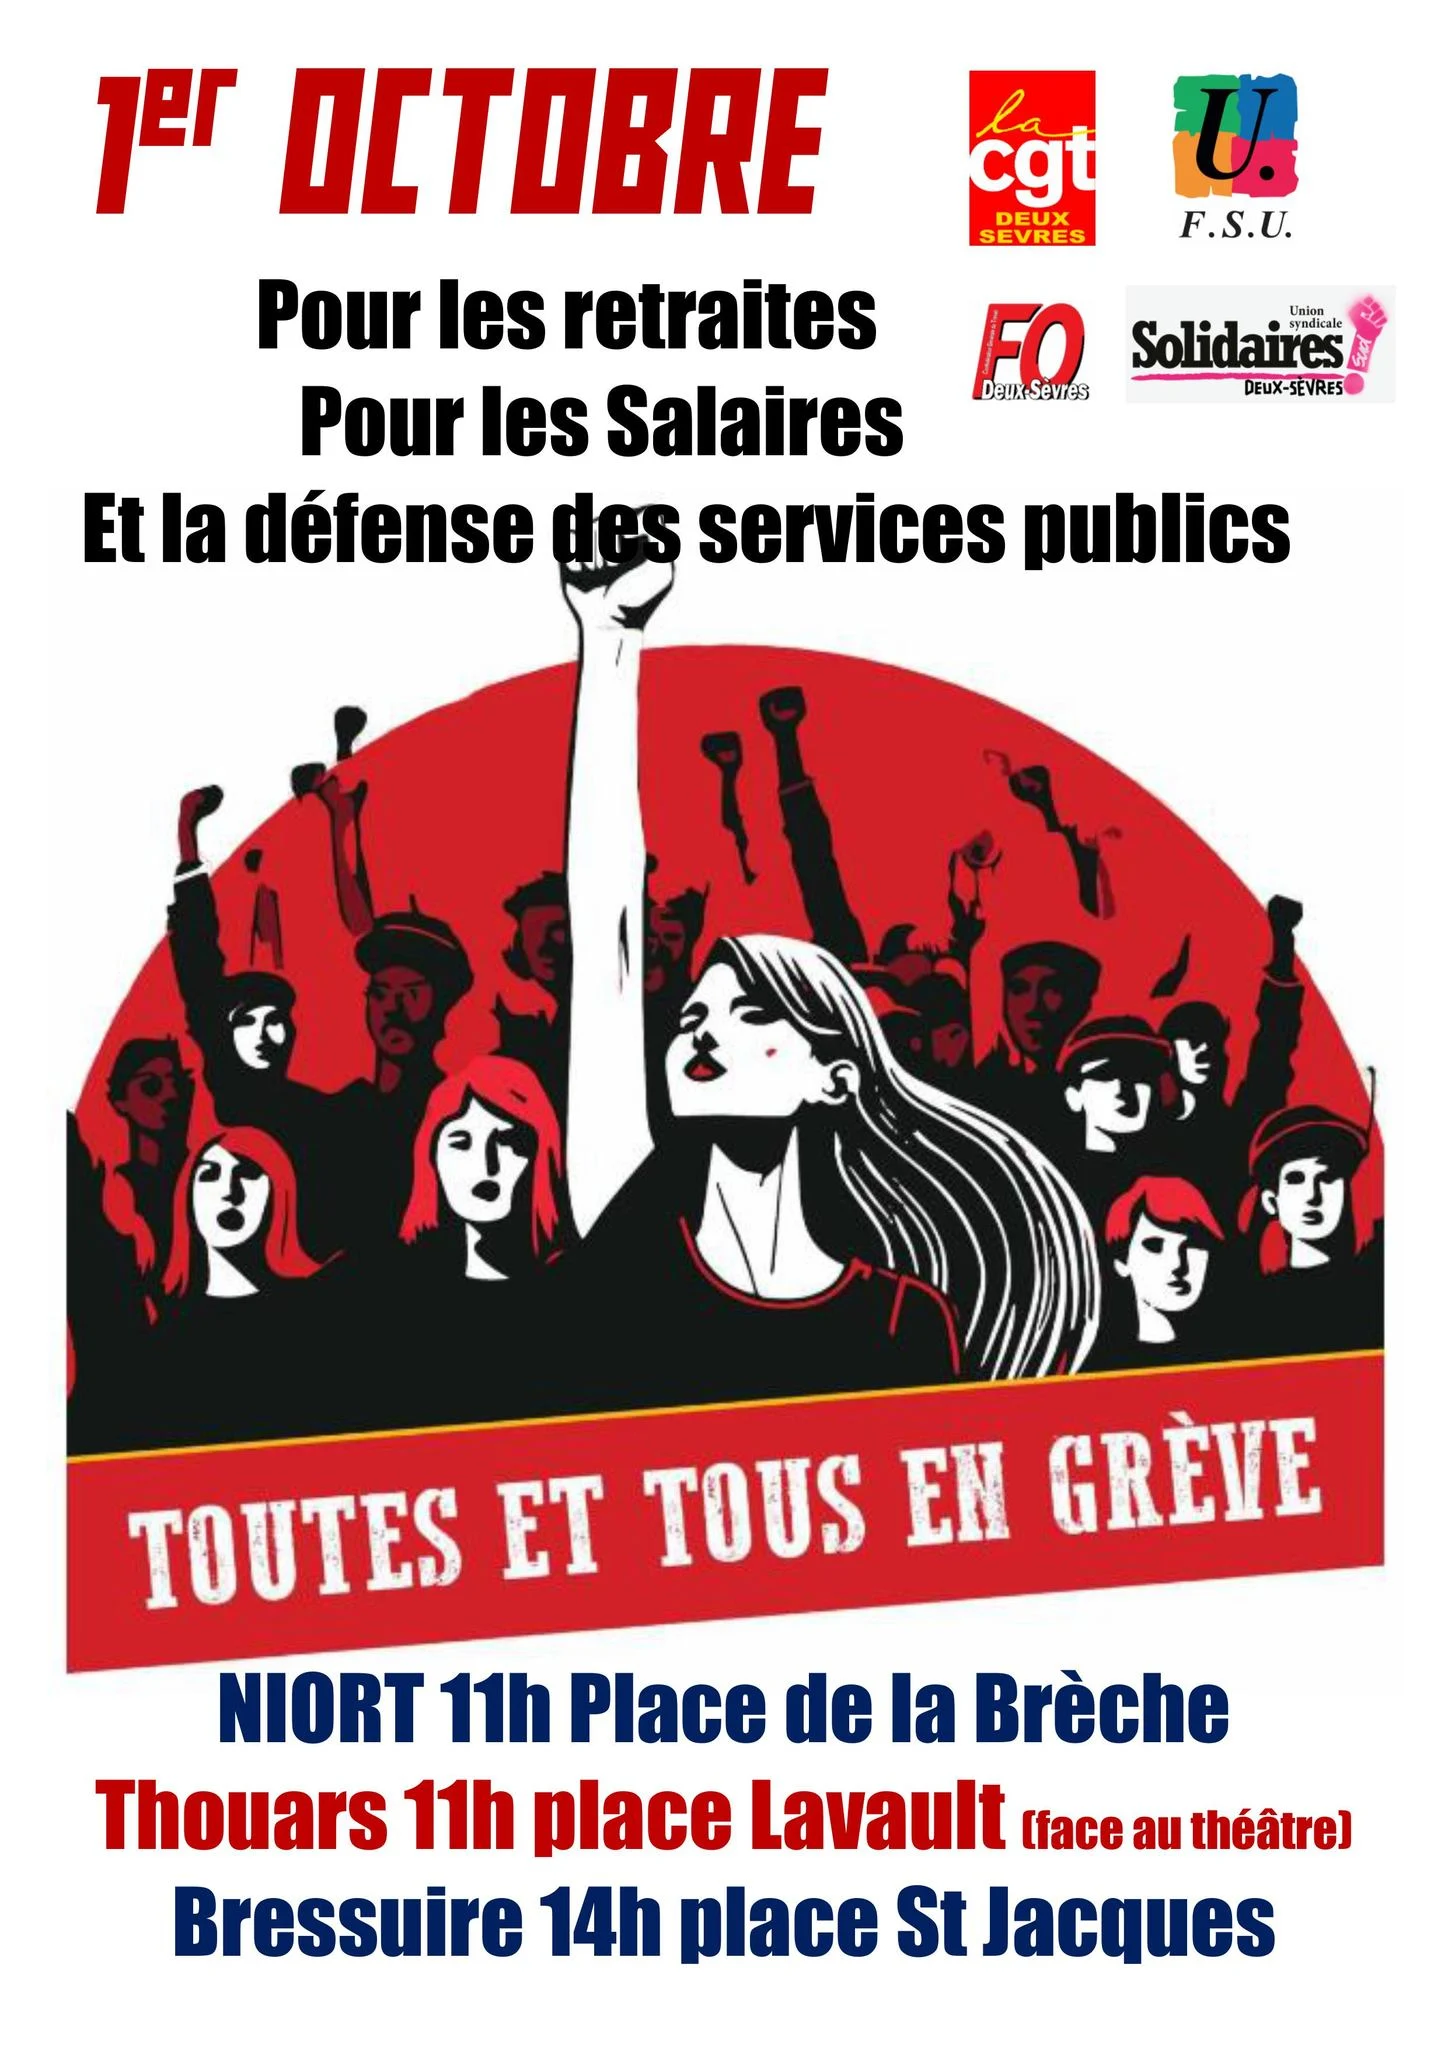 1er OCTOBRE
la
cgt
DEUX
SEVRES
U.
F.S.U.
Pour les retraites
Pour les Salaires
Et la défense des services publics
FO
Deux-Sèvres
Union
syndicale
Solidaires
Sud
DEUX-SÈVRES
TOUTES ET TOUS EN GRÈVE
NIORT 11h Place de la Brèche
Thouars 11h place Lavault (face au théâtre)
Bressuire 14h place St Jacques